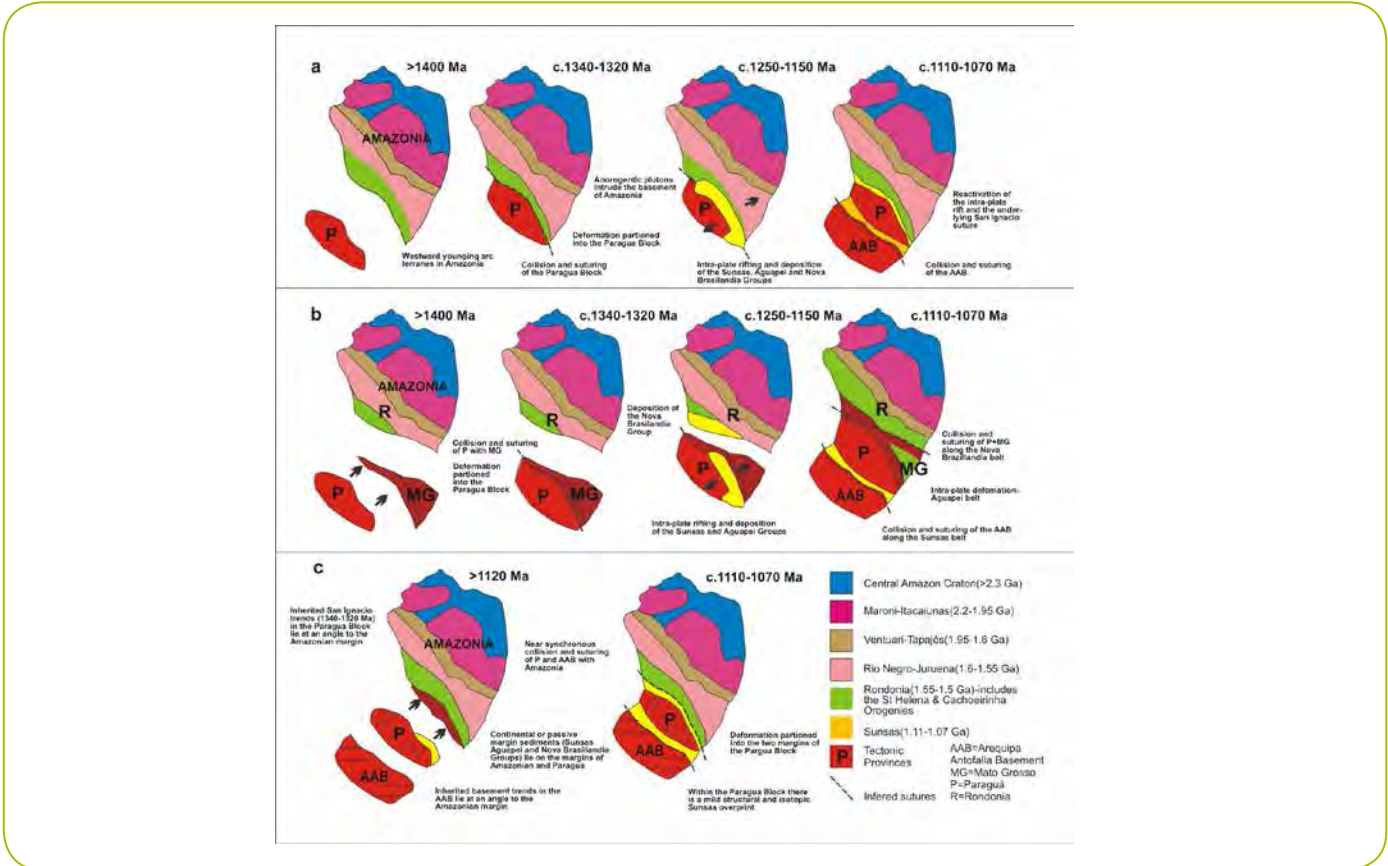 a
>1400 Ma
c.1340-1320 Ma
c.1250-1150 Ma
c.1110-1070 Ma
AMAZONIA
P
P
P
P
AAB
Westward younging arc
terranes in Amazonia
Anorogentic plutons
intrude the basement
of Amazonia
Deformation partioned
into the Paragua Block
Collision and suturing
of the Paragua Block
Intra-plate rifting and deposition
of the Sunsas, Aguapei and Nova
Brasilandia Groups
Reactivation of
the intra-plate
rift and the under-
lying San Ignacio
suture
Collision and suturing
of the AAB
b
>1400 Ma
c.1340-1320 Ma
c.1250-1150 Ma
c.1110-1070 Ma
AMAZONIA
R
R
R
R
P
MG
P
MG
P
P
MG
AAB
Collision and suturing
of P with MG
Deformation
partioned
into the
Paragua Block
Deposition of
the Nova
Brasilandia
Group
Intra-plate rifting and deposition
of the Sunsas and Aguapei Groups
Collision and
suturing of P+MG
along the Nova
Brazilandia belt
Intra-plate defomation-
Aguapei belt
Collision and suturing of the AAB
along the Sunsas belt
c
>1120 Ma
c.1110-1070 Ma
Inherited San Ignacio
trends (1340-1320 Ma)
in the Paragua Block
lie at an angle to the
Amazonian margin
AMAZONIA
P
AAB
Near synchronous
collision and suturing
of P and AAB with
Amazonia
Continental or passive
margin sediments (Sunsas
Aguapei and Nova Brasilandia
Groups) lie on the margins of
Amazonian and Paragua
Inherited basement trends in the
AAB lie at an angle to the
Amazonian margin
P
AAB
Deformation partioned
into the two margins of
the Pargua Block
Within the Paragua Block there
is a mild structural and isotopic
Sunsas overprint
Central Amazon Craton(>2.3 Ga)
Maroni-Itacaiunas(2.2-1.95 Ga)
Ventuari-Tapajós(1.95-1.6 Ga)
Rio Negro-Juruena(1.6-1.55 Ga)
Rondonia(1.55-1.5 Ga)-includes
the St Helena & Cachoeirinha
Orogenies
Sunsas(1.11-1.07 Ga)
P
Tectonic
Provinces
Infered sutures
AAB=Arequipa
Antofalla Basement
MG=Mato Grosso
P=Paraguá
R=Rondonia